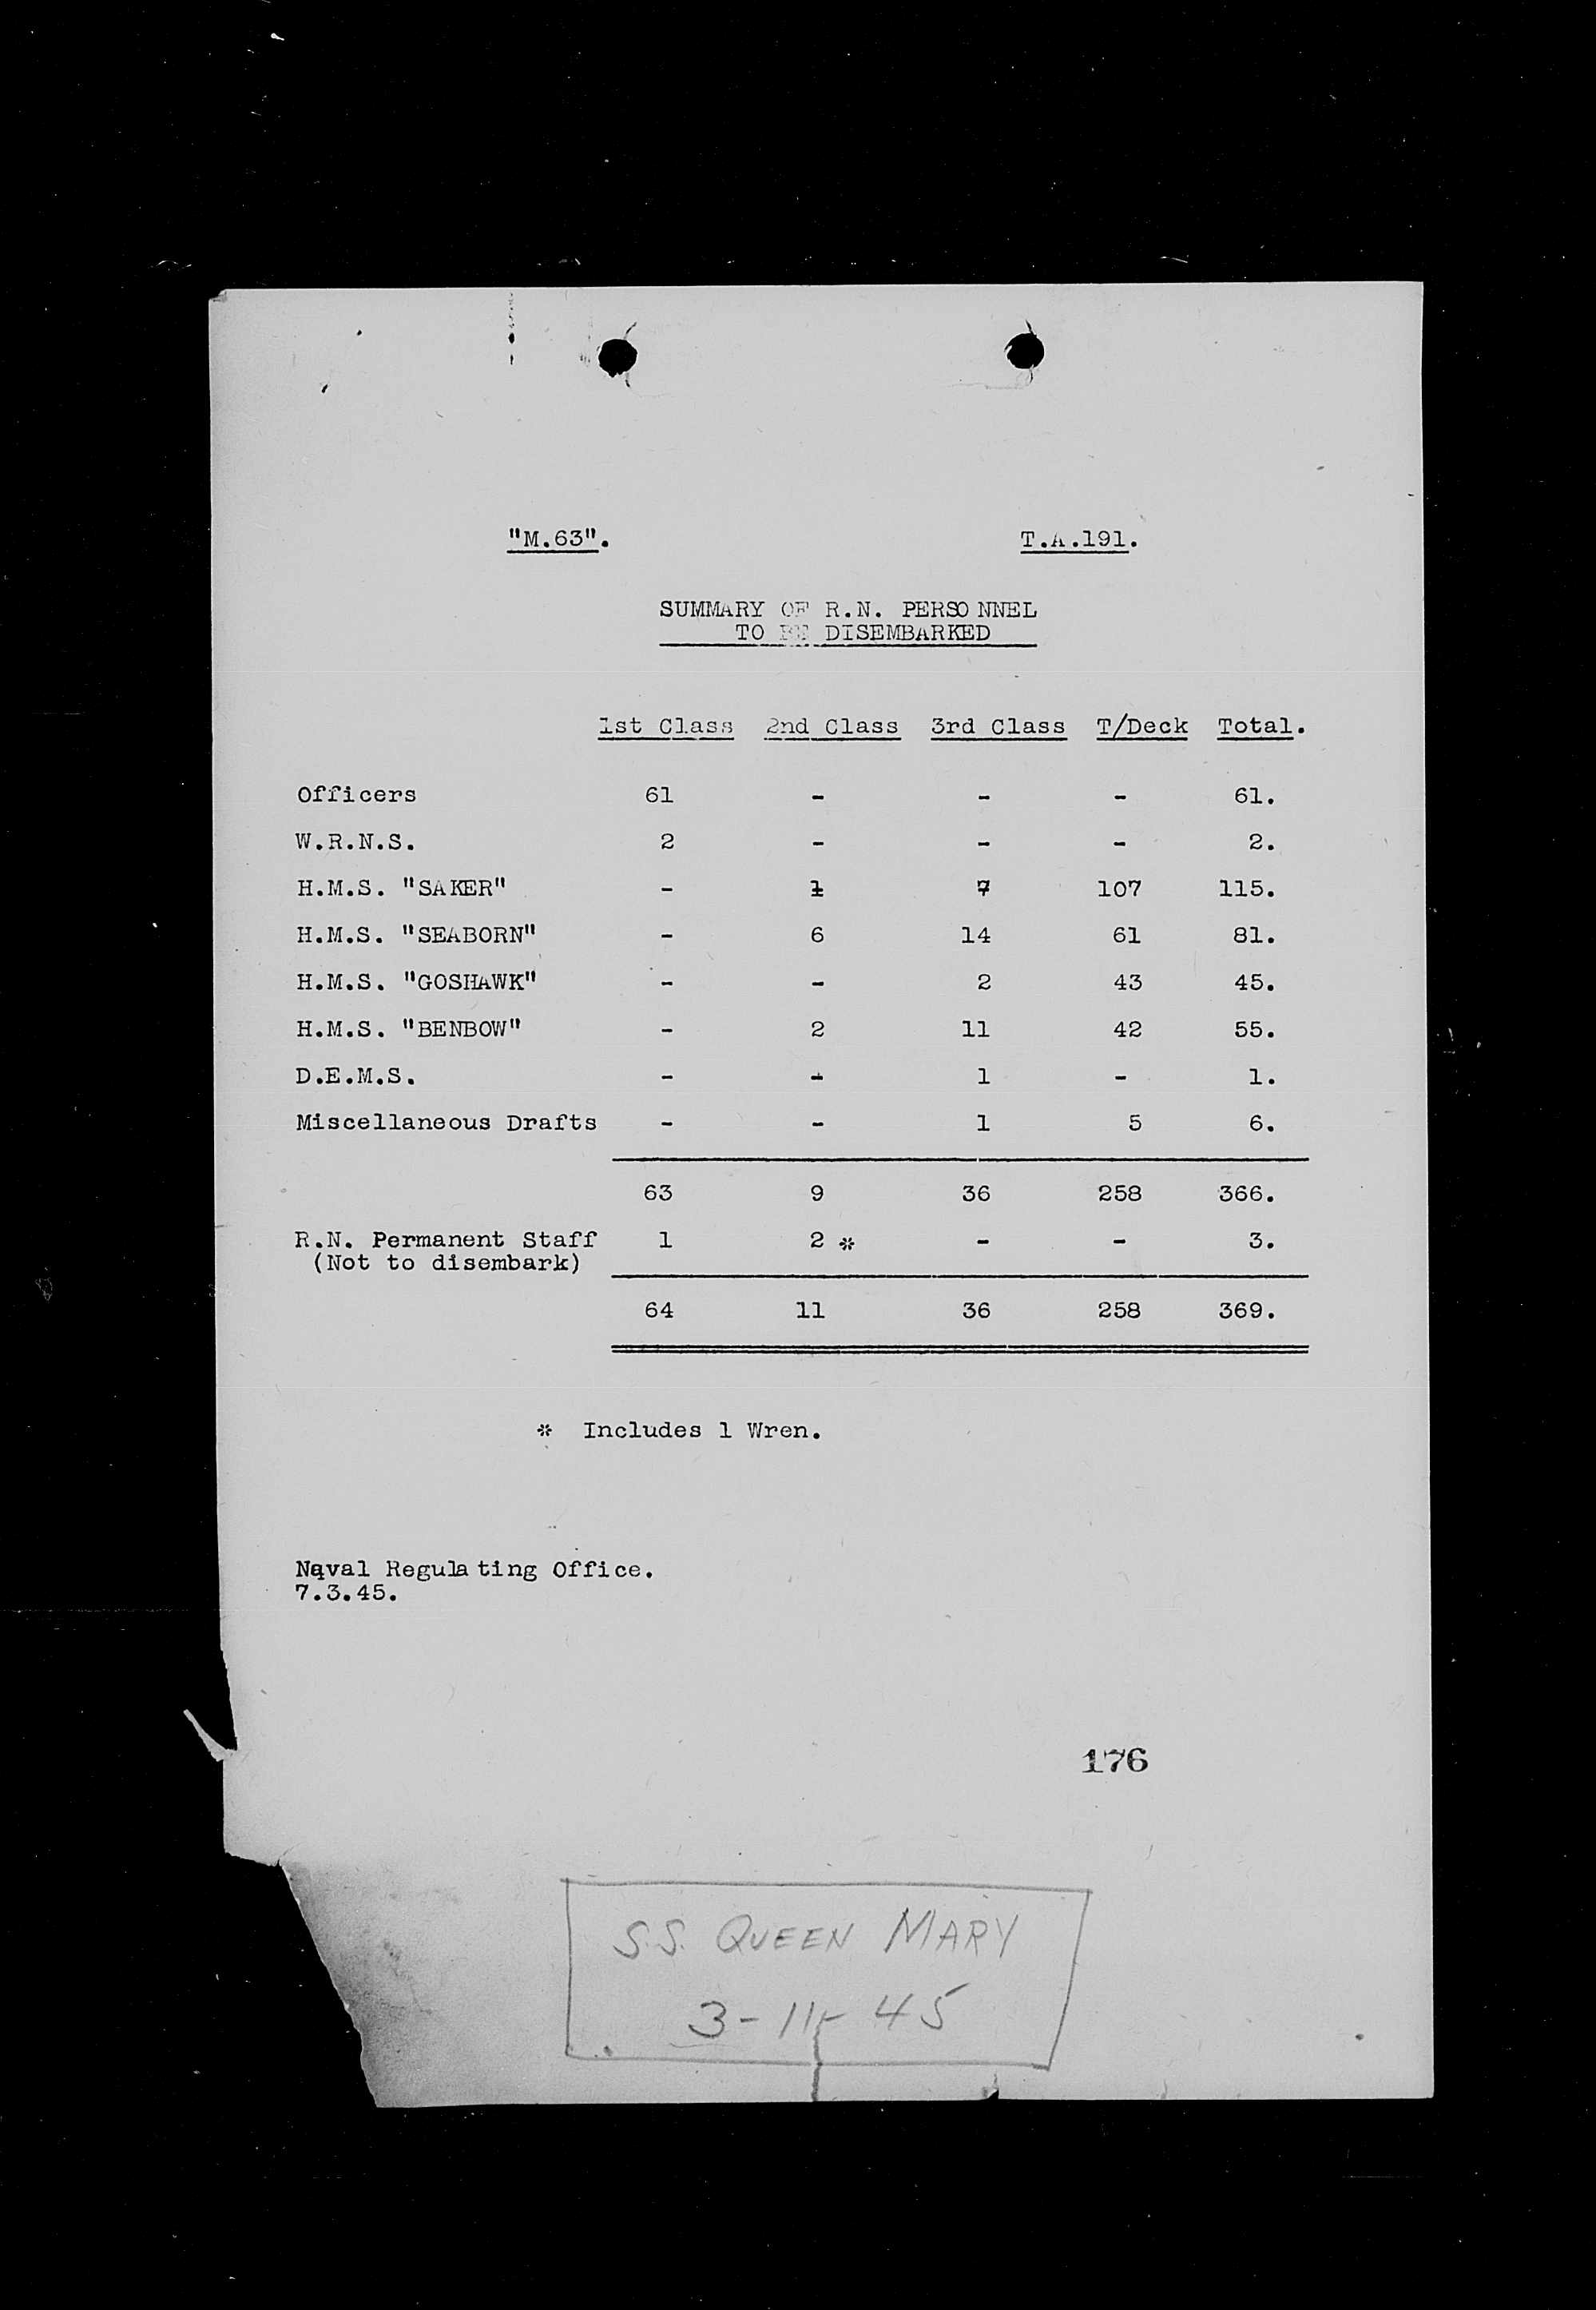 "M.63". T.A.191.
SUMMARY OF R.N. PERSONNEL
TO BE DISEMBARKED
1st Class 2nd Class 3rd Class T/Deck Total.
Officers 61 - - - 61.
W.R.N.S. 2 - - - 2.
H.M.S. "SAKER" - 1 7 107 115.
H.M.S. "SEABORN" - 6 14 61 81.
H.M.S. "GOSHAWK" - - 2 43 45.
H.M.S. "BENBOW" - 2 11 42 55.
D.E.M.S. - - 1 - 1.
Miscellaneous Drafts - - 1 5 6.
63 9 36 258 366.
R.N. Permanent Staff 1 2 * - - 3.
(Not to disembark)
64 11 36 258 369.
* Includes 1 Wren.
Naval Regulating Office.
7.3.45.
176
S.S. QUEEN MARY
3-11-45